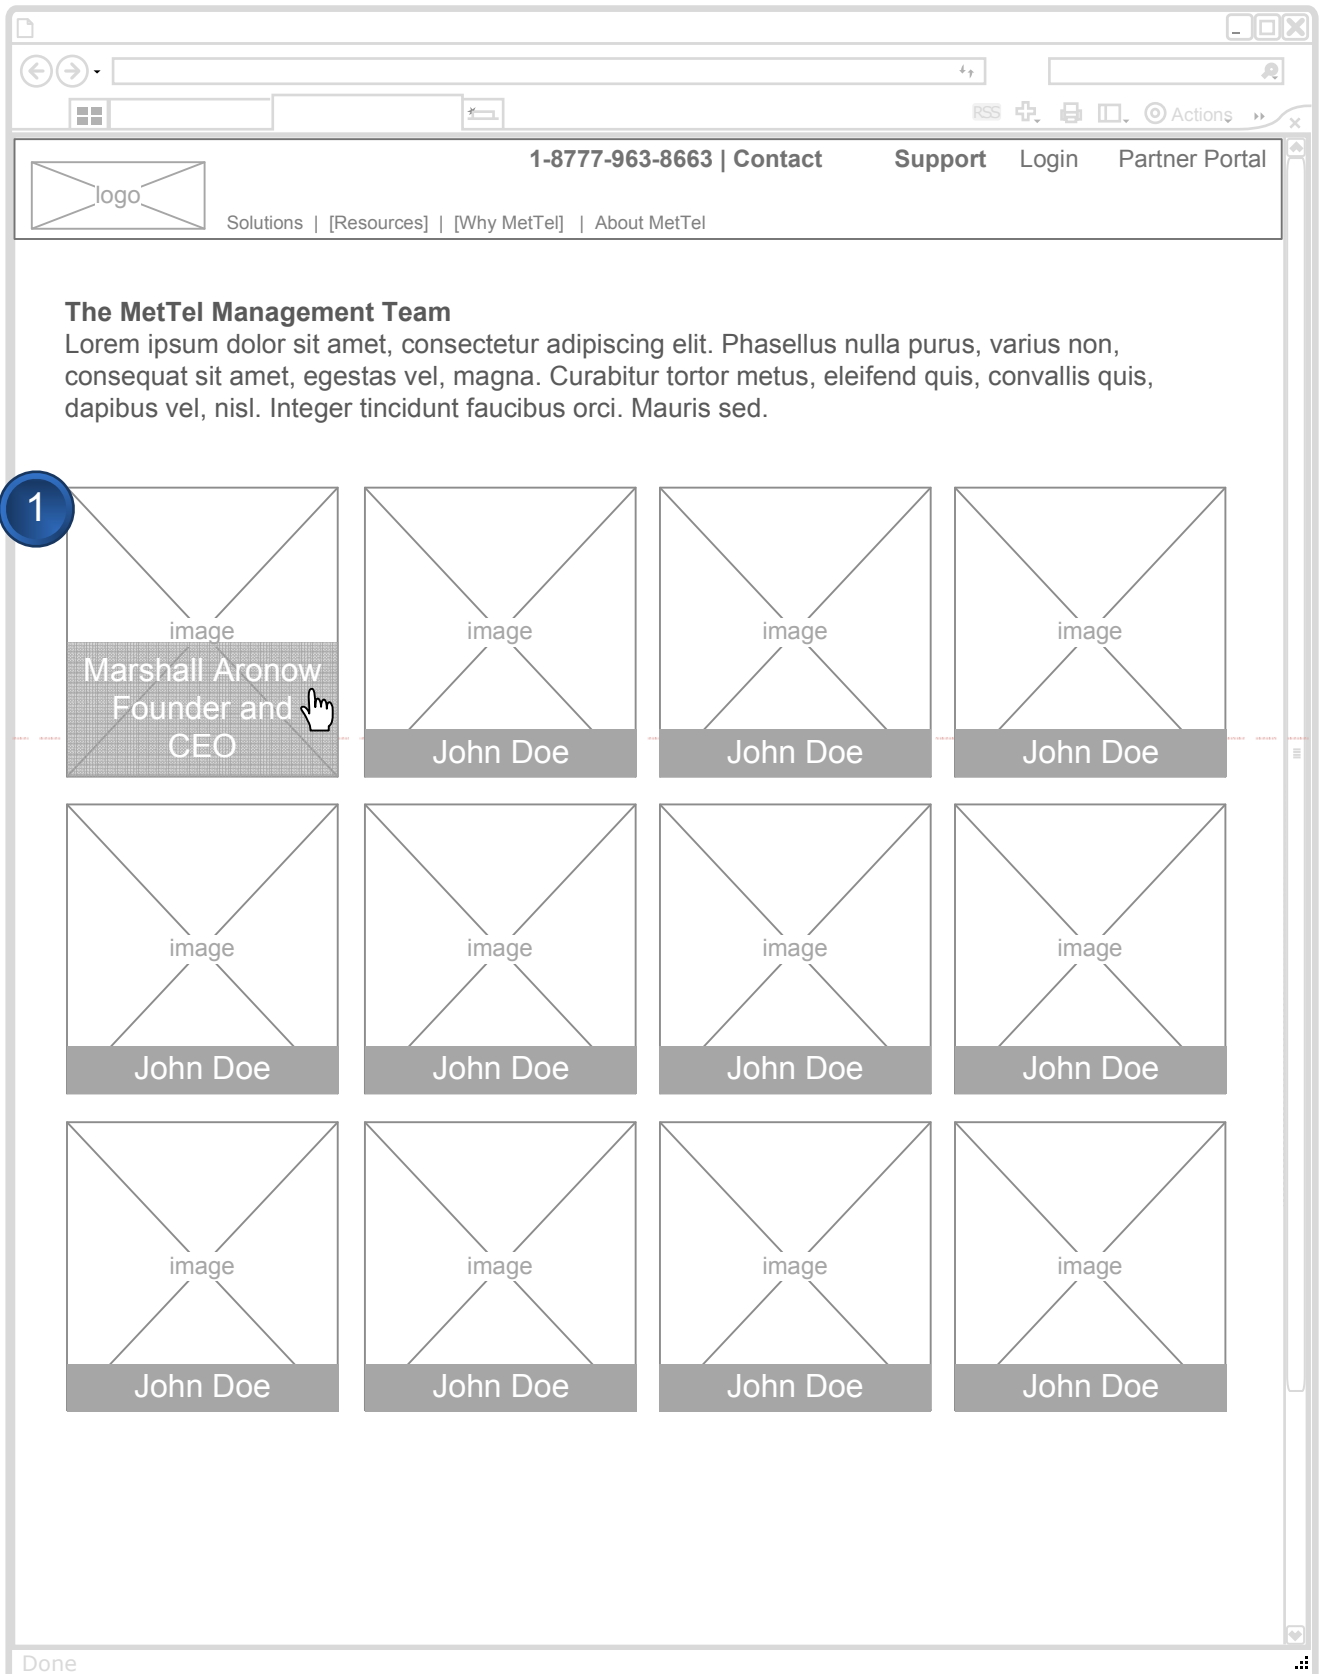 RSS Actions
1-8777-963-8663 | Contact Support Login Partner Portal
logo
Solutions | [Resources] | [Why MetTel] | About MetTel
The MetTel Management Team
Lorem ipsum dolor sit amet, consectetur adipiscing elit. Phasellus nulla purus, varius non,
consequat sit amet, egestas vel, magna. Curabitur tortor metus, eleifend quis, convallis quis,
dapibus vel, nisl. Integer tincidunt faucibus orci. Mauris sed.
1
image image image image
Marshall Aronow
Founder and
CEO
John Doe John Doe John Doe
image image image image
John Doe John Doe John Doe John Doe
image image image image
John Doe John Doe John Doe John Doe
Done